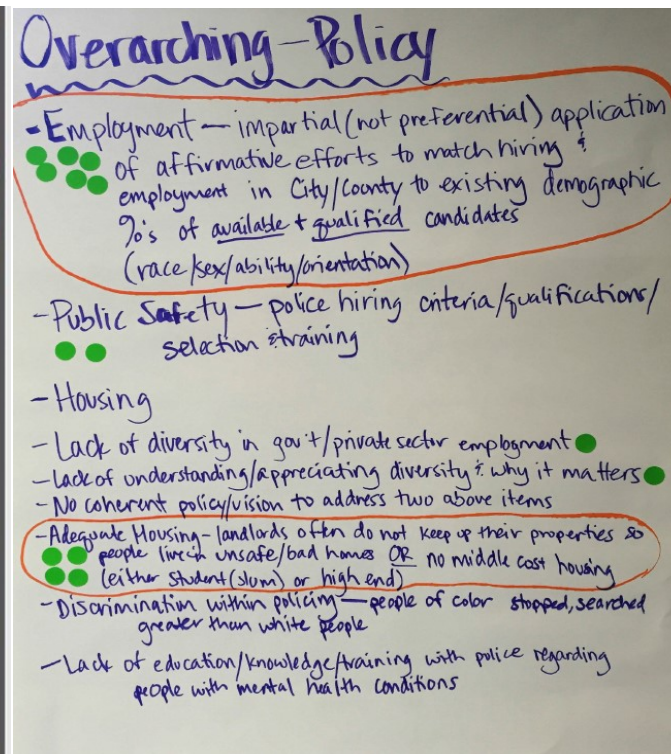 Overarching-Policy
- Employment - impartial (not preferential) application
of affirmative efforts to match hiring &
employment in City/County to existing demographic
%'s of available + qualified candidates
(race/sex/ability/orientation)
- Public Safety - police hiring criteria/qualifications/
selection & training
- Housing
- Lack of diversity in gov't/private sector employment
- Lack of understanding/appreciating diversity & why it matters
- No coherent policy/vision to address two above items
- Adequate Housing - landlords often do not keep up their properties so
people live in unsafe/bad homes OR no middle cost housing
(either student (slum) or high end)
- Discrimination within policing - people of color stopped, searched
greater than white people
- Lack of education/knowledge/training with police regarding
people with mental health conditions